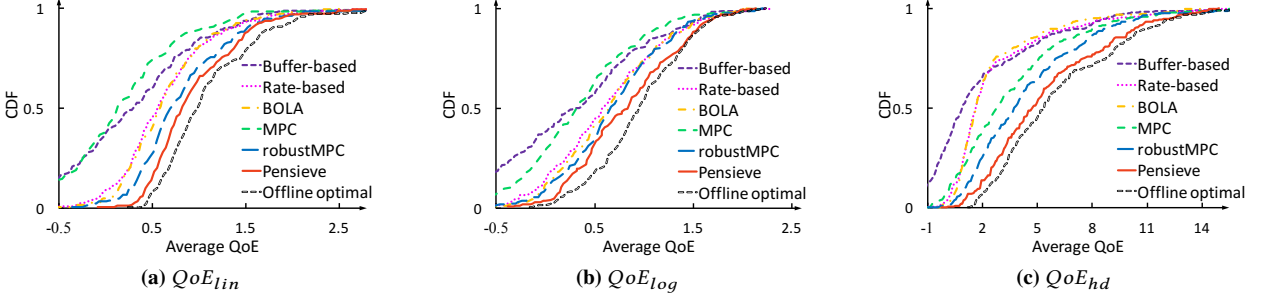 CDF
1
0.5
0
Buffer-based
Rate-based
BOLA
MPC
robustMPC
Pensieve
Offline optimal
-0.5
0.5
1.5
2.5
Average QoE
(a) QoE_lin
CDF
1
0.5
0
Buffer-based
Rate-based
BOLA
MPC
robustMPC
Pensieve
Offline optimal
-0.5
0.5
1.5
2.5
Average QoE
(b) QoE_log
CDF
1
0.5
0
Buffer-based
Rate-based
BOLA
MPC
robustMPC
Pensieve
Offline optimal
-1
2
5
8
11
14
Average QoE
(c) QoE_hd